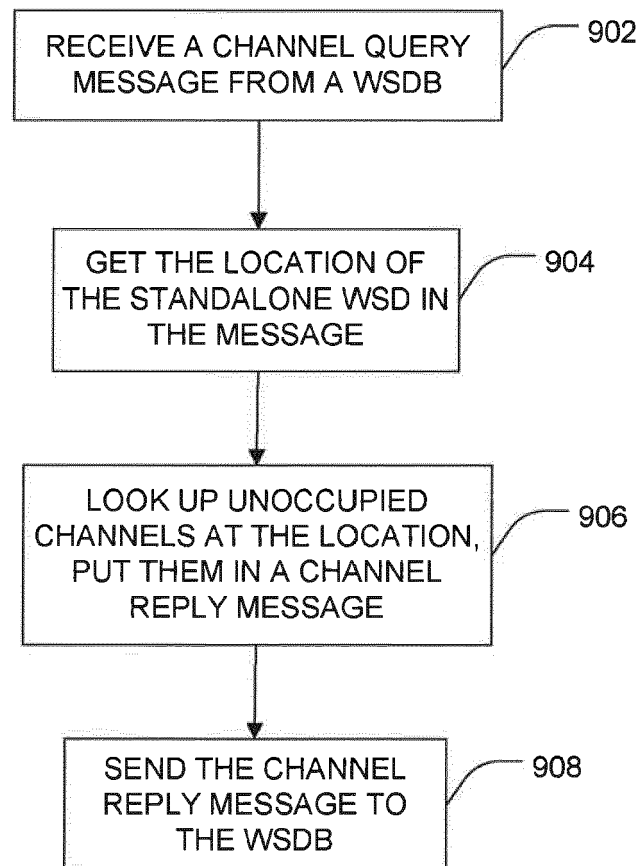 RECEIVE A CHANNEL QUERY
MESSAGE FROM A WSDB
902
GET THE LOCATION OF
THE STANDALONE WSD IN
THE MESSAGE
904
LOOK UP UNOCCUPIED
CHANNELS AT THE LOCATION,
PUT THEM IN A CHANNEL
REPLY MESSAGE
906
SEND THE CHANNEL
REPLY MESSAGE TO
THE WSDB
908